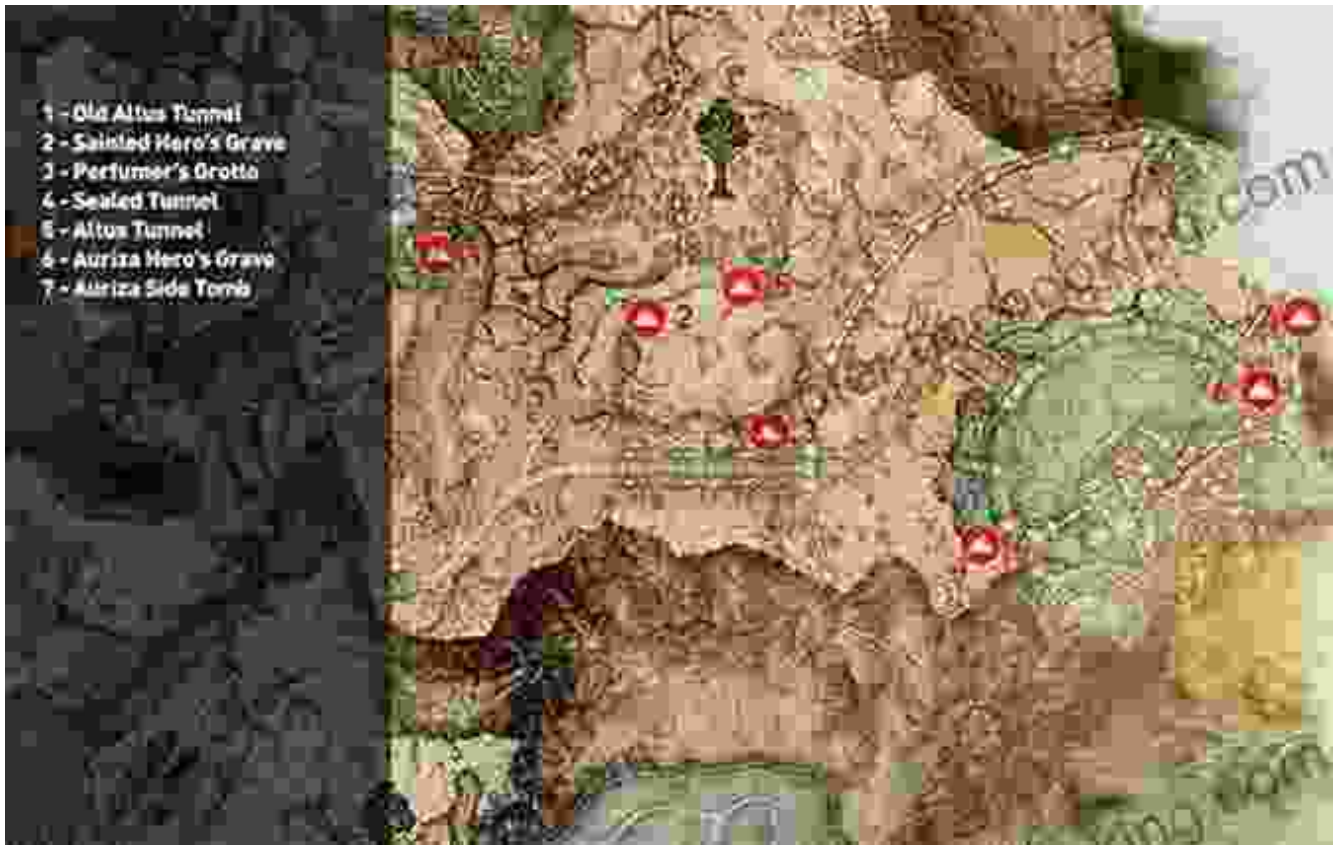 1 - Old Altus Tunnel
2 - Sainted Hero's Grave
3 - Perfumer's Grotto
4 - Sealed Tunnel
5 - Altus Tunnel
6 - Auriza Hero's Grave
7 - Auriza Side Tomb
2
com